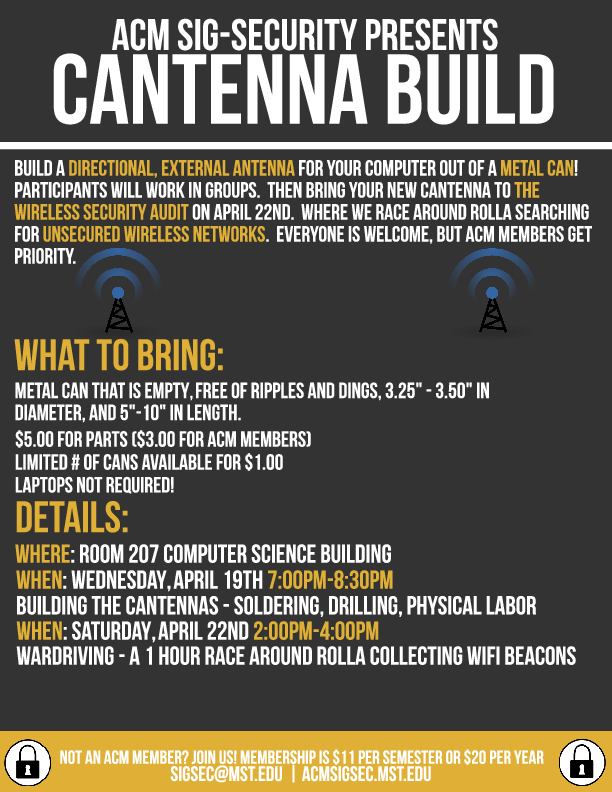 ACM SIG-SECURITY PRESENTS
CANTENNA BUILD
BUILD A DIRECTIONAL, EXTERNAL ANTENNA FOR YOUR COMPUTER OUT OF A METAL CAN!
PARTICIPANTS WILL WORK IN GROUPS. THEN BRING YOUR NEW CANTENNA TO THE
WIRELESS SECURITY AUDIT ON APRIL 22ND. WHERE WE RACE AROUND ROLLA SEARCHING
FOR UNSECURED WIRELESS NETWORKS. EVERYONE IS WELCOME, BUT ACM MEMBERS GET
PRIORITY.
WHAT TO BRING:
METAL CAN THAT IS EMPTY, FREE OF RIPPLES AND DINGS, 3.25" - 3.50" IN
DIAMETER, AND 5"-10" IN LENGTH.
$5.00 FOR PARTS ($3.00 FOR ACM MEMBERS)
LIMITED # OF CANS AVAILABLE FOR $1.00
LAPTOPS NOT REQUIRED!
DETAILS:
WHERE: ROOM 207 COMPUTER SCIENCE BUILDING
WHEN: WEDNESDAY, APRIL 19TH 7:00PM-8:30PM
BUILDING THE CANTENNAS - SOLDERING, DRILLING, PHYSICAL LABOR
WHEN: SATURDAY, APRIL 22ND 2:00PM-4:00PM
WARDRIVING - A 1 HOUR RACE AROUND ROLLA COLLECTING WIFI BEACONS
NOT AN ACM MEMBER? JOIN US! MEMBERSHIP IS $11 PER SEMESTER OR $20 PER YEAR
SIGSEC@MST.EDU | ACMSIGSEC.MST.EDU